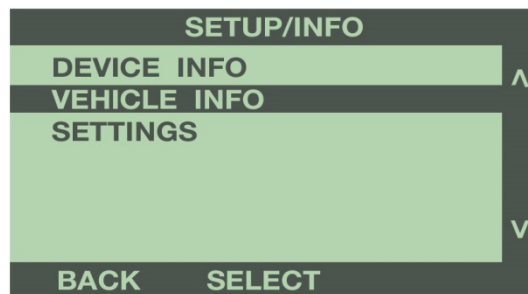 SETUP/INFO
DEVICE INFO
VEHICLE INFO
SETTINGS
BACK SELECT